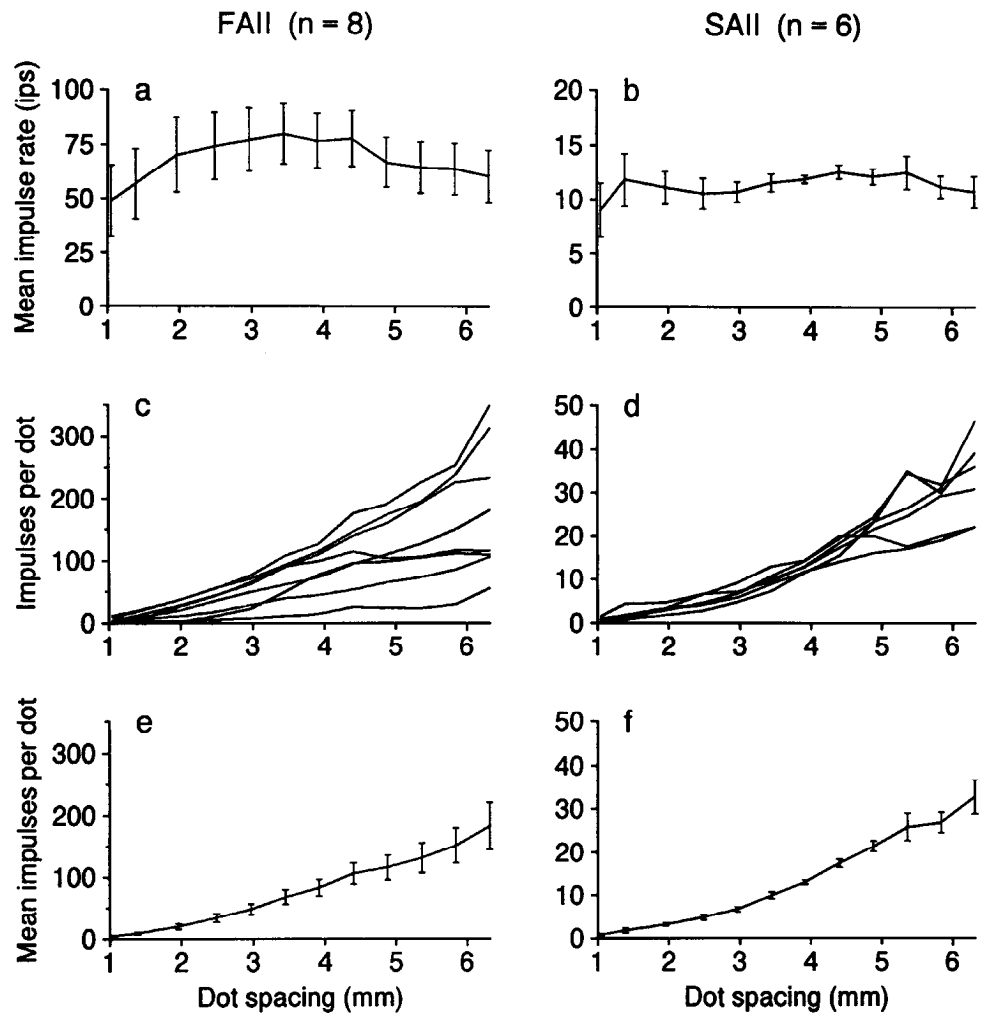 FAII (n = 8)
SAII (n = 6)
a
Mean impulse rate (ips)
100
75
50
25
0
1 2 3 4 5 6
b
20
15
10
5
0
1 2 3 4 5 6
c
Impulses per dot
300
200
100
0
1 2 3 4 5 6
d
50
40
30
20
10
0
1 2 3 4 5 6
e
Mean impulses per dot
300
200
100
0
1 2 3 4 5 6
Dot spacing (mm)
f
50
40
30
20
10
0
1 2 3 4 5 6
Dot spacing (mm)